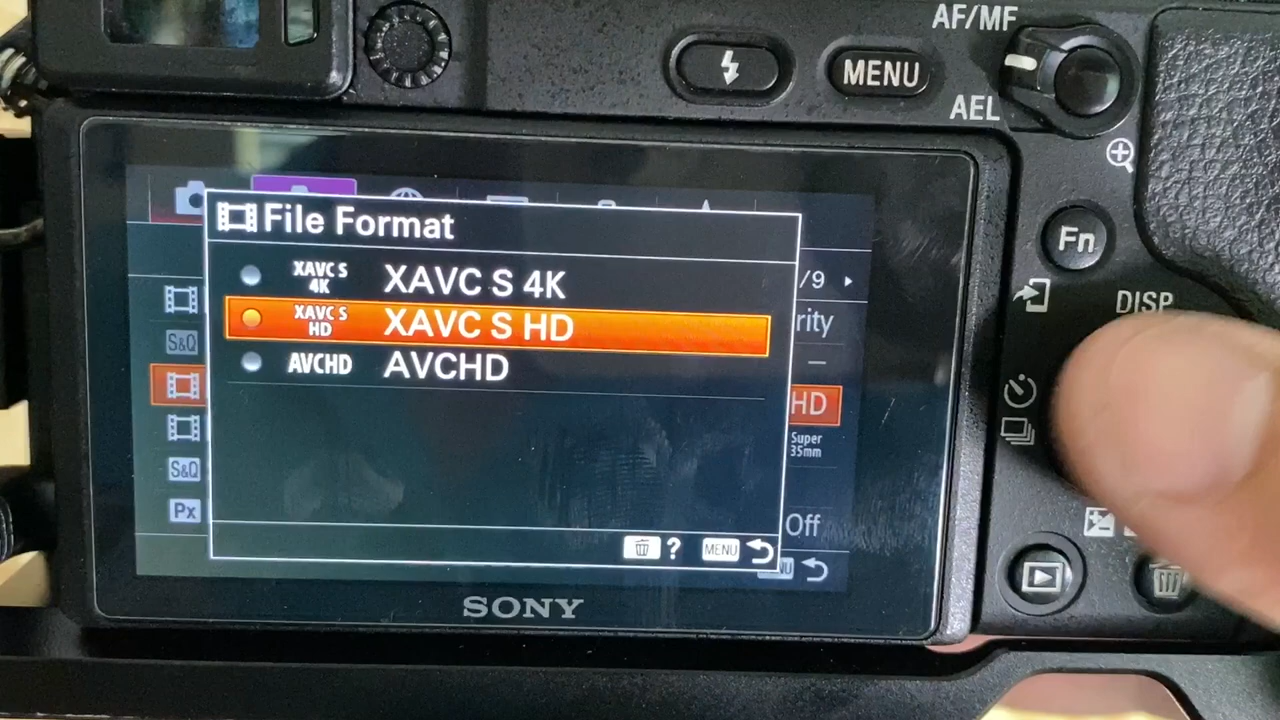 AF/MF
MENU
AEL
Fn
DISP
File Format
XAVC S 4K XAVC S 4K
XAVC S HD XAVC S HD
AVCHD AVCHD
/9
rity
S&Q
HD
Super 35mm
S&Q
Px
Off
? MENU
SONY